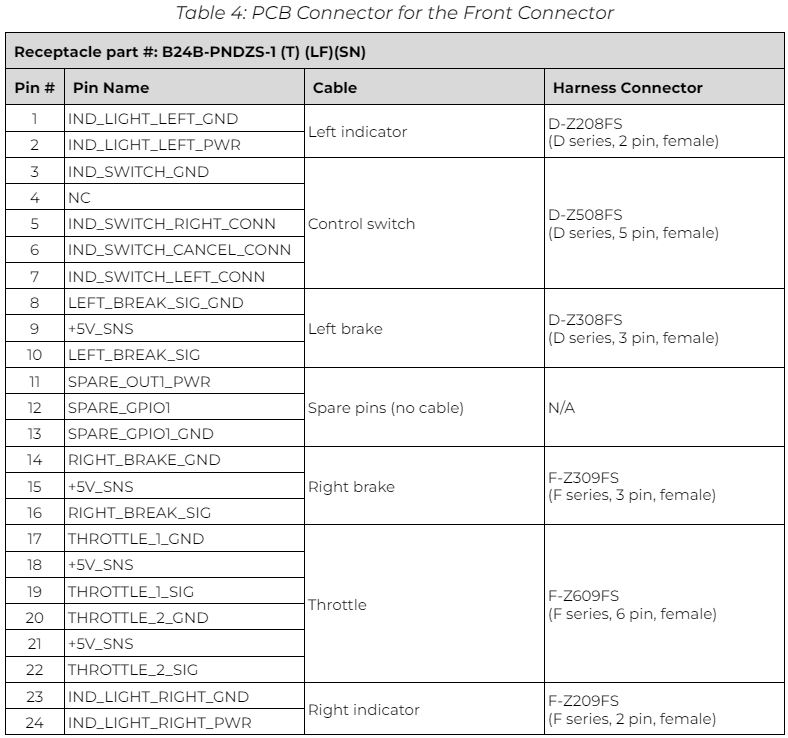 Table 4: PCB Connector for the Front Connector
Receptacle part #: B24B-PNDZS-1 (T) (LF)(SN)
Pin # Pin Name Cable Harness Connector
1 IND_LIGHT_LEFT_GND Left indicator D-Z208FS
(D series, 2 pin, female)
2 IND_LIGHT_LEFT_PWR
3 IND_SWITCH_GND Control switch D-Z508FS
(D series, 5 pin, female)
4 NC
5 IND_SWITCH_RIGHT_CONN
6 IND_SWITCH_CANCEL_CONN
7 IND_SWITCH_LEFT_CONN
8 LEFT_BREAK_SIG_GND Left brake D-Z308FS
(D series, 3 pin, female)
9 +5V_SNS
10 LEFT_BREAK_SIG
11 SPARE_OUT1_PWR Spare pins (no cable) N/A
12 SPARE_GPIO1
13 SPARE_GPIO1_GND
14 RIGHT_BRAKE_GND Right brake F-Z309FS
(F series, 3 pin, female)
15 +5V_SNS
16 RIGHT_BREAK_SIG
17 THROTTLE_1_GND Throttle F-Z609FS
(F series, 6 pin, female)
18 +5V_SNS
19 THROTTLE_1_SIG
20 THROTTLE_2_GND
21 +5V_SNS
22 THROTTLE_2_SIG
23 IND_LIGHT_RIGHT_GND Right indicator F-Z209FS
(F series, 2 pin, female)
24 IND_LIGHT_RIGHT_PWR